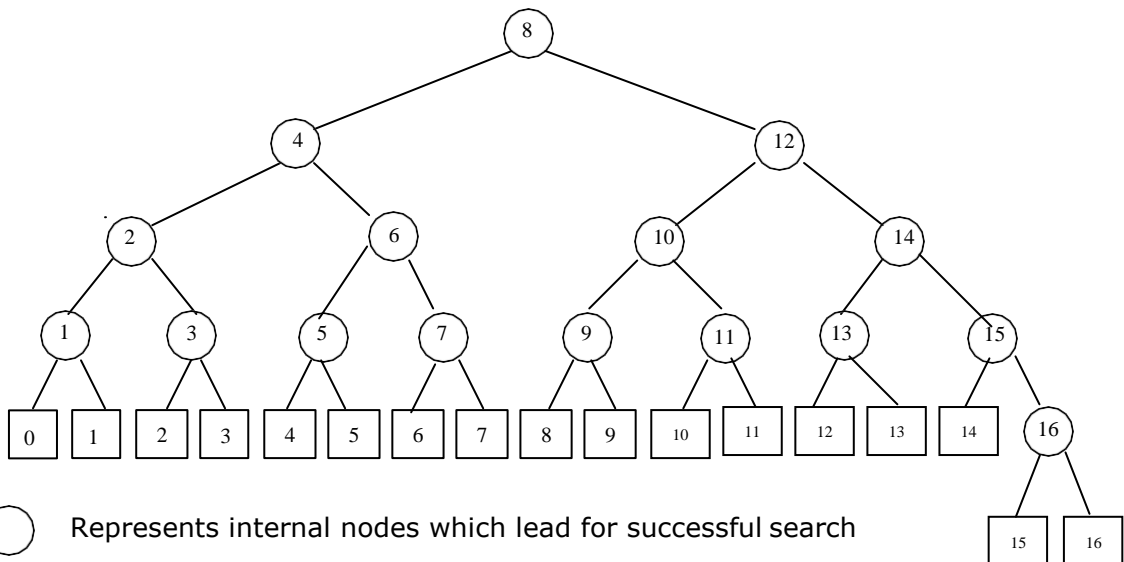 8
4 12
2 6 10 14
1 3 5 7 9 11 13 15
0 1 2 3 4 5 6 7 8 9 10 11 12 13 14 16
Represents internal nodes which lead for successful search
15 16